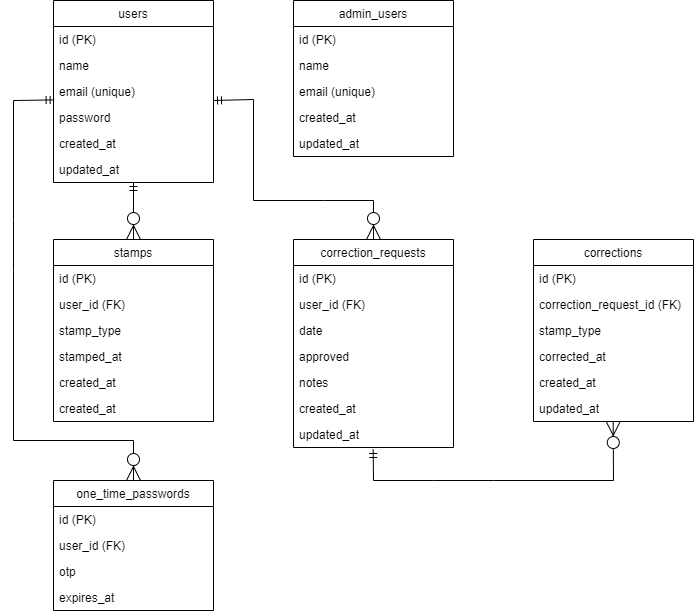 users
id (PK)
name
email (unique)
password
created_at
updated_at
admin_users
id (PK)
name
email (unique)
created_at
updated_at
stamps
id (PK)
user_id (FK)
stamp_type
stamped_at
created_at
created_at
correction_requests
id (PK)
user_id (FK)
date
approved
notes
created_at
updated_at
corrections
id (PK)
correction_request_id (FK)
stamp_type
corrected_at
created_at
updated_at
one_time_passwords
id (PK)
user_id (FK)
otp
expires_at